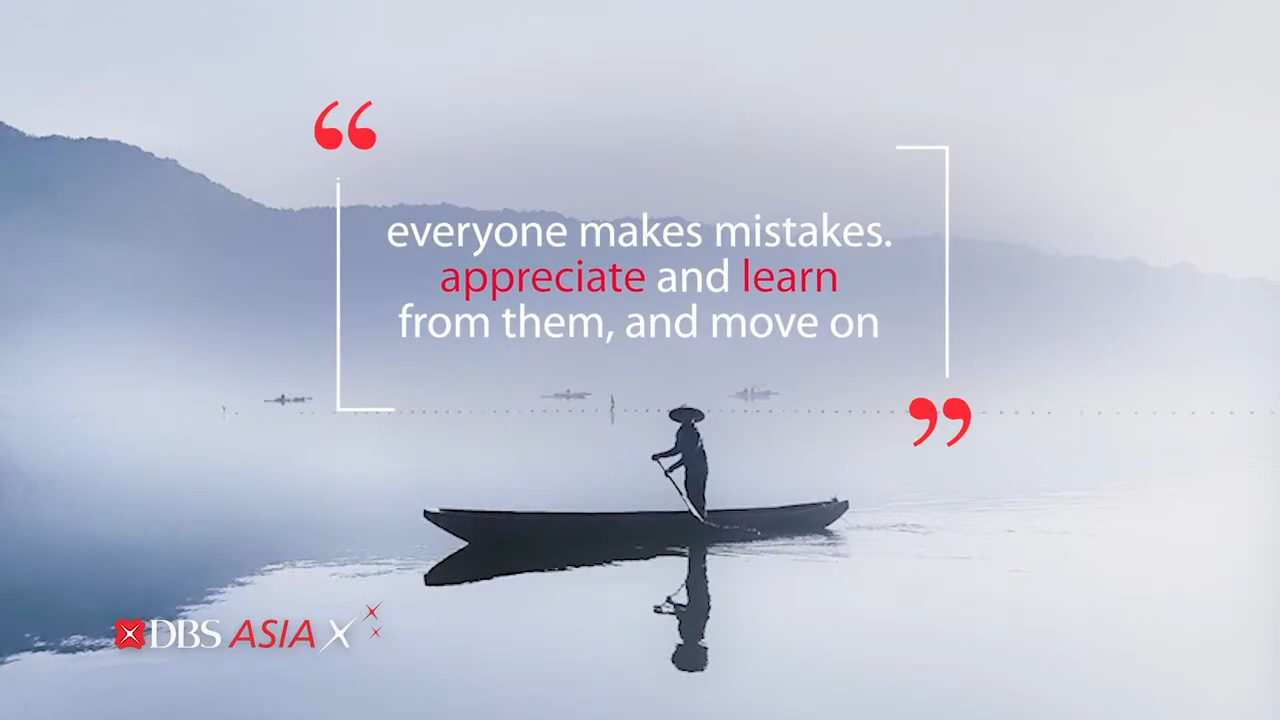 “
everyone makes mistakes.
appreciate and learn
from them, and move on
”
DBS ASIA X